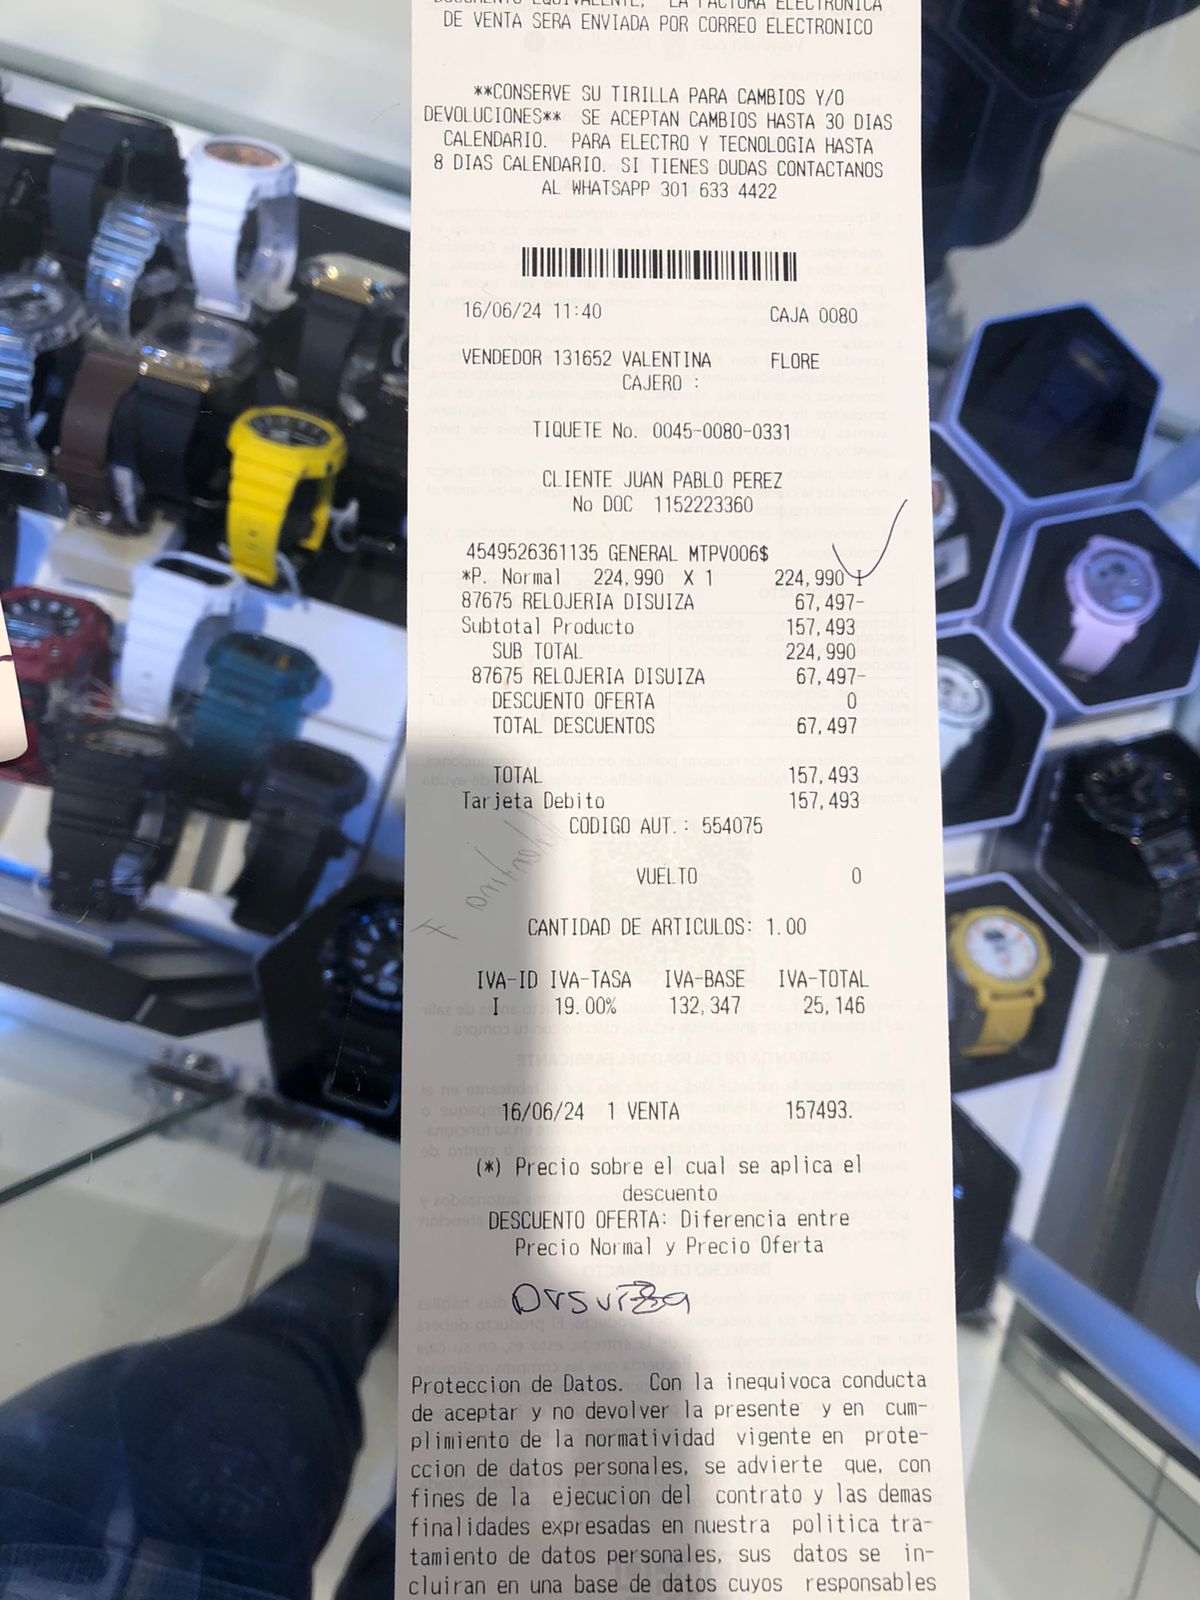 DOCUMENTO EQUIVALENTE, LA FACTURA ELECTRONICA
DE VENTA SERA ENVIADA POR CORREO ELECTRONICO
**CONSERVE SU TIRILLA PARA CAMBIOS Y/O
DEVOLUCIONES** SE ACEPTAN CAMBIOS HASTA 30 DIAS
CALENDARIO. PARA ELECTRO Y TECNOLOGIA HASTA
8 DIAS CALENDARIO. SI TIENES DUDAS CONTACTANOS
AL WHATSAPP 301 633 4422
16/06/24 11:40 CAJA 0080
VENDEDOR 131652 VALENTINA FLORE
CAJERO :
TIQUETE No. 0045-0080-0331
CLIENTE JUAN PABLO PEREZ
No DOC 1152223360
4549526361135 GENERAL MTPV006$
*P. Normal 224,990 X 1 224,990 I
87675 RELOJERIA DISUIZA 67,497-
Subtotal Producto 157,493
SUB TOTAL 224,990
87675 RELOJERIA DISUIZA 67,497-
DESCUENTO OFERTA 0
TOTAL DESCUENTOS 67,497
TOTAL 157,493
Tarjeta Debito 157,493
CODIGO AUT.: 554075
VUELTO 0
CANTIDAD DE ARTICULOS: 1.00
IVA-ID IVA-TASA IVA-BASE IVA-TOTAL
I 19.00% 132,347 25,146
16/06/24 1 VENTA 157493.
(*) Precio sobre el cual se aplica el
descuento
DESCUENTO OFERTA: Diferencia entre
Precio Normal y Precio Oferta
Proteccion de Datos. Con la inequivoca conducta
de aceptar y no devolver la presente y en cum-
plimiento de la normatividad vigente en prote-
ccion de datos personales, se advierte que, con
fines de la ejecucion del contrato y las demas
finalidades expresadas en nuestra politica tra-
tamiento de datos personales, sus datos se in-
cluiran en una base de datos cuyos responsables